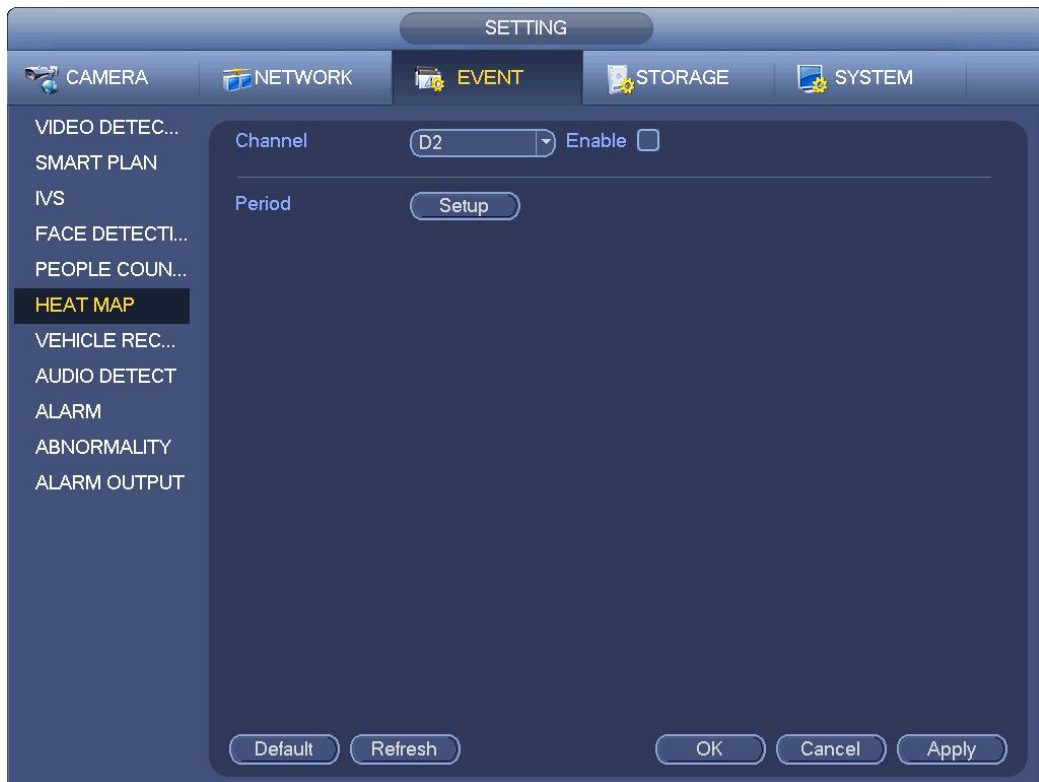 SETTING
CAMERA NETWORK EVENT STORAGE SYSTEM
VIDEO DETEC...
SMART PLAN
IVS
FACE DETECTI...
PEOPLE COUN...
HEAT MAP
VEHICLE REC...
AUDIO DETECT
ALARM
ABNORMALITY
ALARM OUTPUT
Channel D2 Enable
Period Setup
Default Refresh OK Cancel Apply